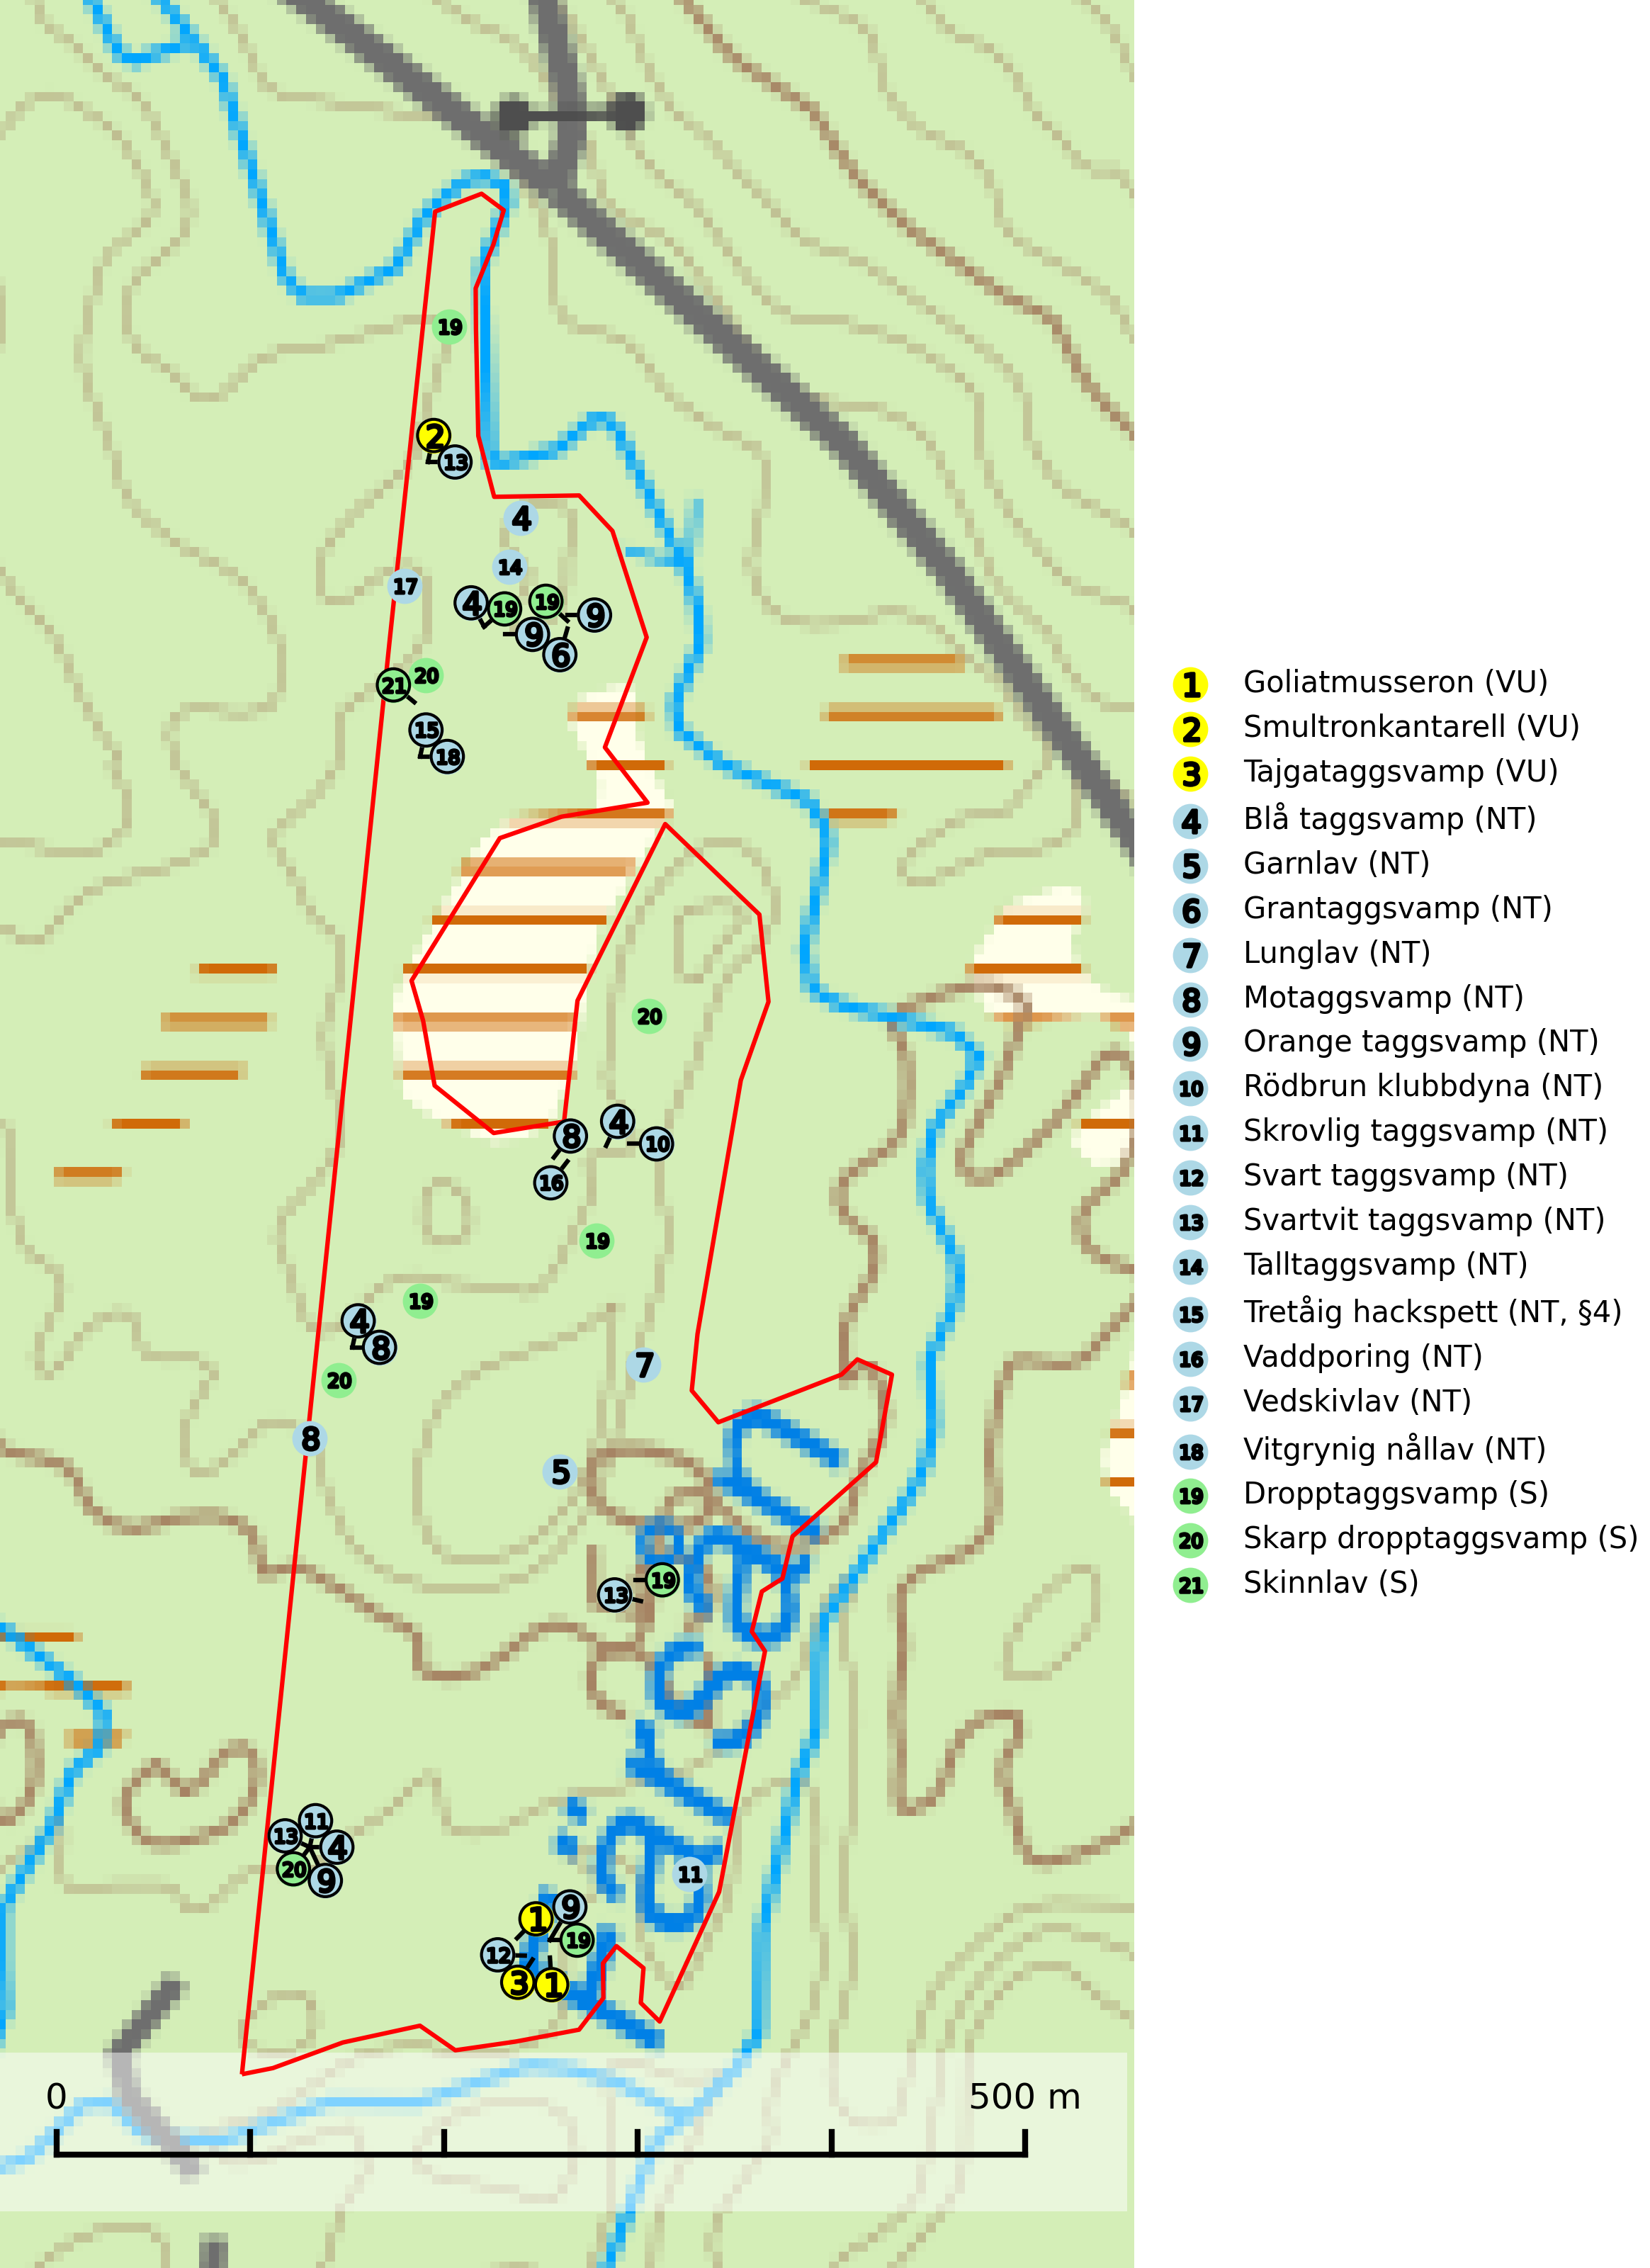 19
2
13
4
14
17
4
19
19
9
9
6
21
20
15
18
20
8
4
10
16
19
19
4
8
20
7
8
5
13
19
11
13
4
20
9
11
1
9
12
19
3
1
0
500 m
1 Goliatmusseron (VU)
2 Smultronkantarell (VU)
3 Tajgataggsvamp (VU)
4 Blå taggsvamp (NT)
5 Garnlav (NT)
6 Grantaggsvamp (NT)
7 Lunglav (NT)
8 Motaggsvamp (NT)
9 Orange taggsvamp (NT)
10 Rödbrun klubbdyna (NT)
11 Skrovlig taggsvamp (NT)
12 Svart taggsvamp (NT)
13 Svartvit taggsvamp (NT)
14 Talltaggsvamp (NT)
15 Tretåig hackspett (NT, §4)
16 Vaddporing (NT)
17 Vedskivlav (NT)
18 Vitgrynig nållav (NT)
19 Dropptaggsvamp (S)
20 Skarp dropptaggsvamp (S)
21 Skinnlav (S)